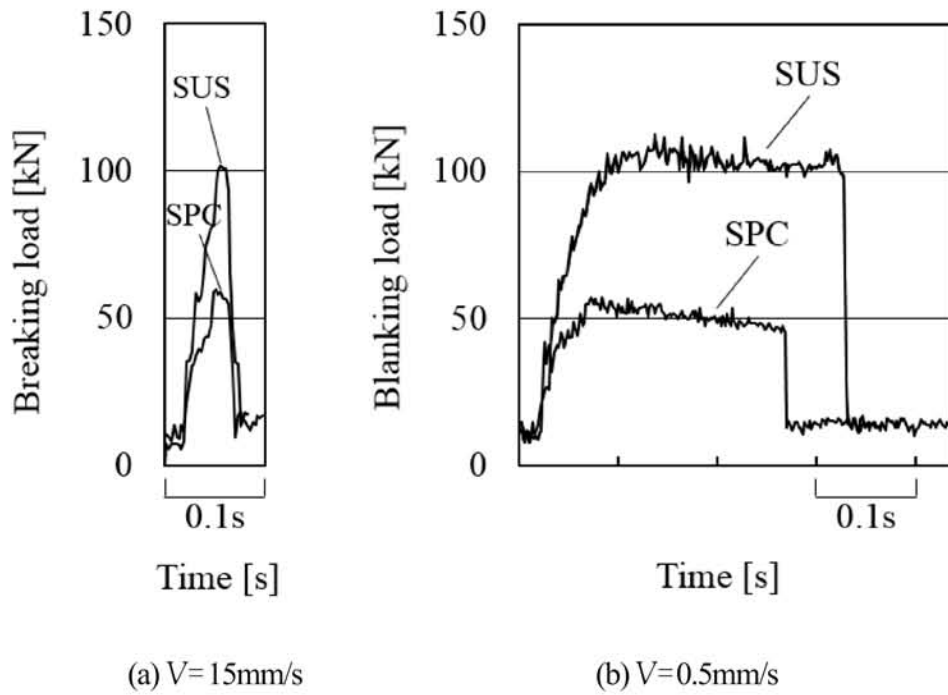 150
SUS
100
SPC
50
0
Breaking load [kN]
0.1s
Time [s]
(a) V=15mm/s
150
SUS
100
SPC
50
0
Blanking load [kN]
0.1s
Time [s]
(b) V=0.5mm/s